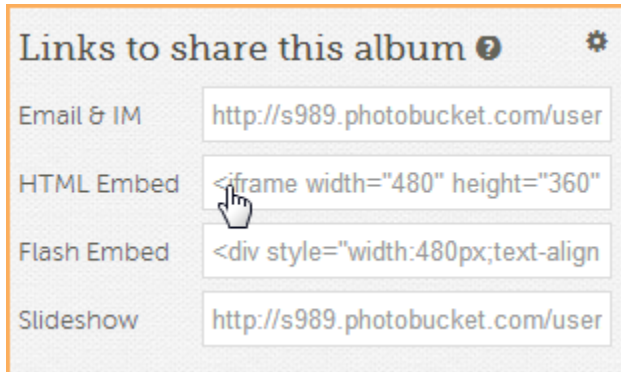 Links to share this album ?
Email & IM http://s989.photobucket.com/user
HTML Embed <iframe width="480" height="360"
Flash Embed <div style="width:480px;text-align
Slideshow http://s989.photobucket.com/user